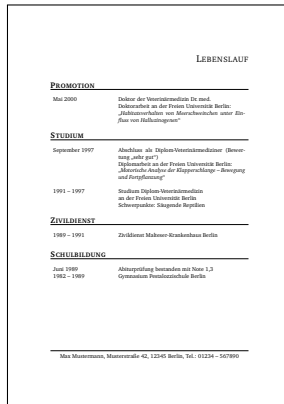 LEBENSLAUF
PROMOTION
Mai 2000
Doktor der Veterinärmedizin Dr. med.
Doktorarbeit an der Freien Universität Berlin:
„Habitatsverhalten von Meerschweinchen unter Ein-
fluss von Halluzinogenen“
STUDIUM
September 1997
Abschluss als Diplom-Veterinärmediziner (Bewer-
tung „sehr gut“)
Diplomarbeit an der Freien Universität Berlin:
„Motorische Analyse der Klapperschlange – Bewegung
und Fortpflanzung“
1991 – 1997
Studium Diplom-Veterinärmedizin
an der Freien Universität Berlin
Schwerpunkte: Säugende Reptilien
ZIVILDIENST
1989 – 1991
Zivildienst Malteser-Krankenhaus Berlin
SCHULBILDUNG
Juni 1989
Abiturprüfung bestanden mit Note 1,3
1982 – 1989
Gymnasium Pestalozzischule Berlin
Max Mustermann, Musterstraße 42, 12345 Berlin, Tel.: 01234 – 567890